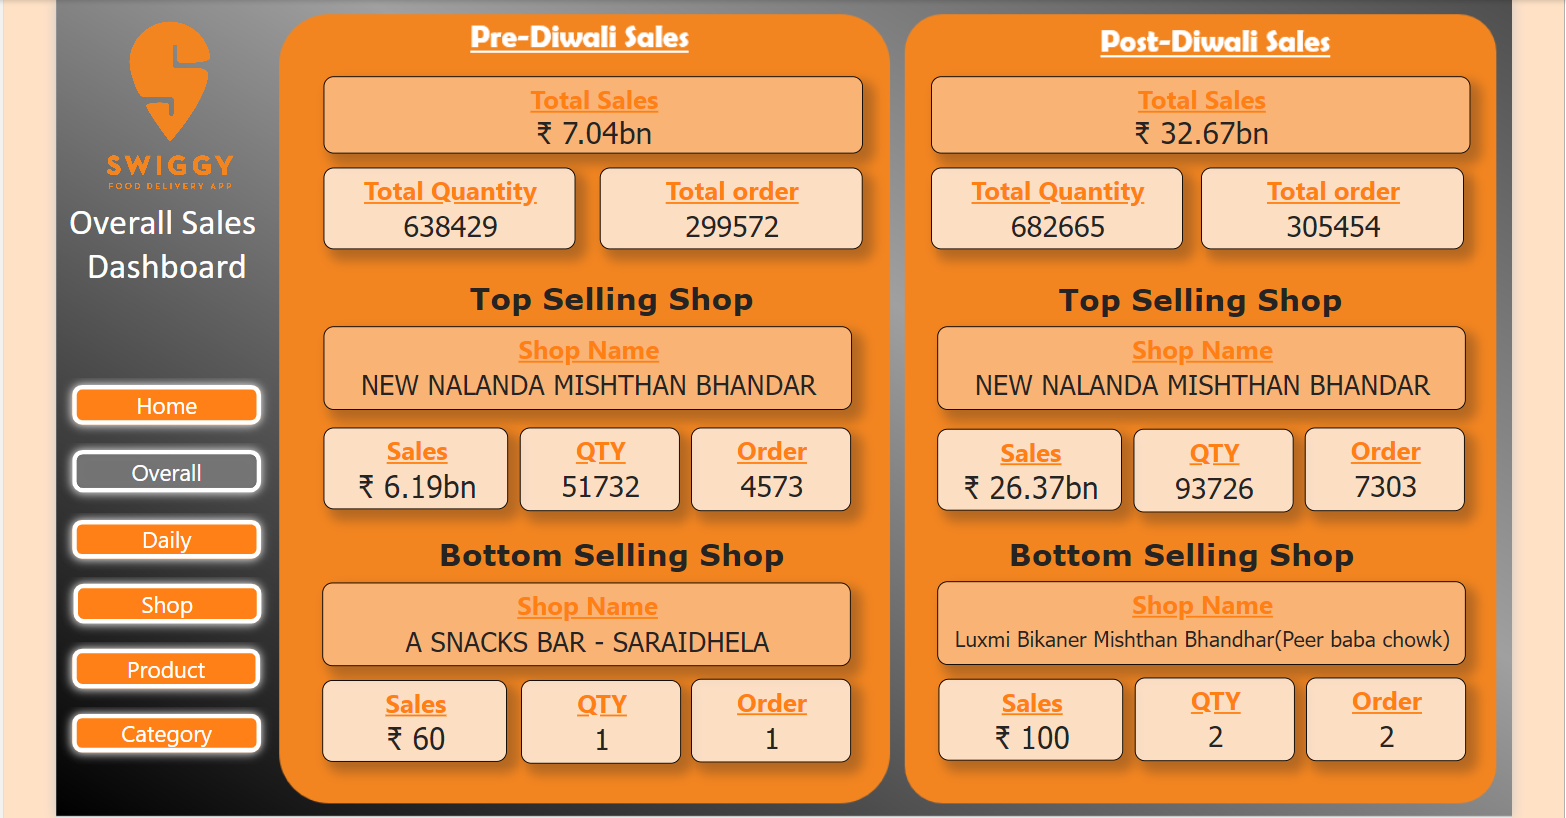 SWIGGY
FOOD DELIVERY APP
Overall Sales
Dashboard
Home
Overall
Daily
Shop
Product
Category
Pre-Diwali Sales
Total Sales
₹ 7.04bn
Total Quantity
638429
Total order
299572
Top Selling Shop
Shop Name
NEW NALANDA MISHTHAN BHANDAR
Sales
₹ 6.19bn
QTY
51732
Order
4573
Bottom Selling Shop
Shop Name
A SNACKS BAR - SARAIDHELA
Sales
₹ 60
QTY
1
Order
1
Post-Diwali Sales
Total Sales
₹ 32.67bn
Total Quantity
682665
Total order
305454
Top Selling Shop
Shop Name
NEW NALANDA MISHTHAN BHANDAR
Sales
₹ 26.37bn
QTY
93726
Order
7303
Bottom Selling Shop
Shop Name
Luxmi Bikaner Mishthan Bhandhar(Peer baba chowk)
Sales
₹ 100
QTY
2
Order
2